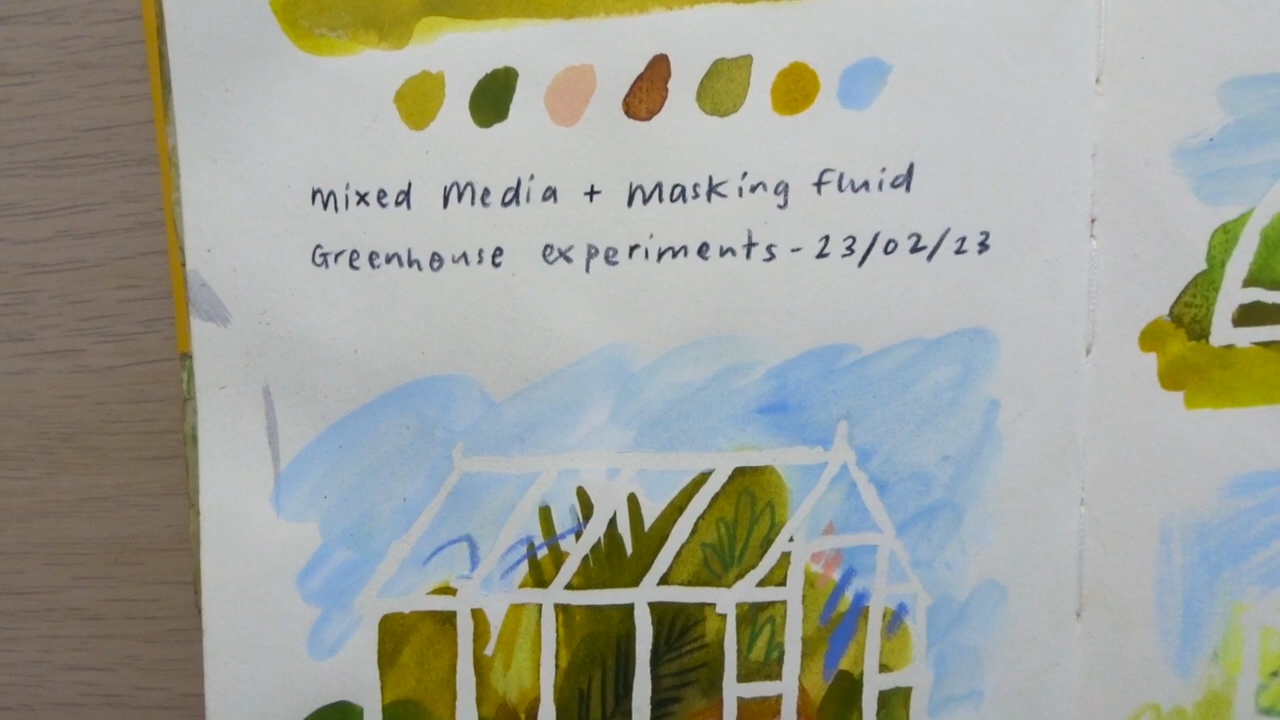 mixed Media + Masking fluid
Greenhouse experiments - 23/02/23